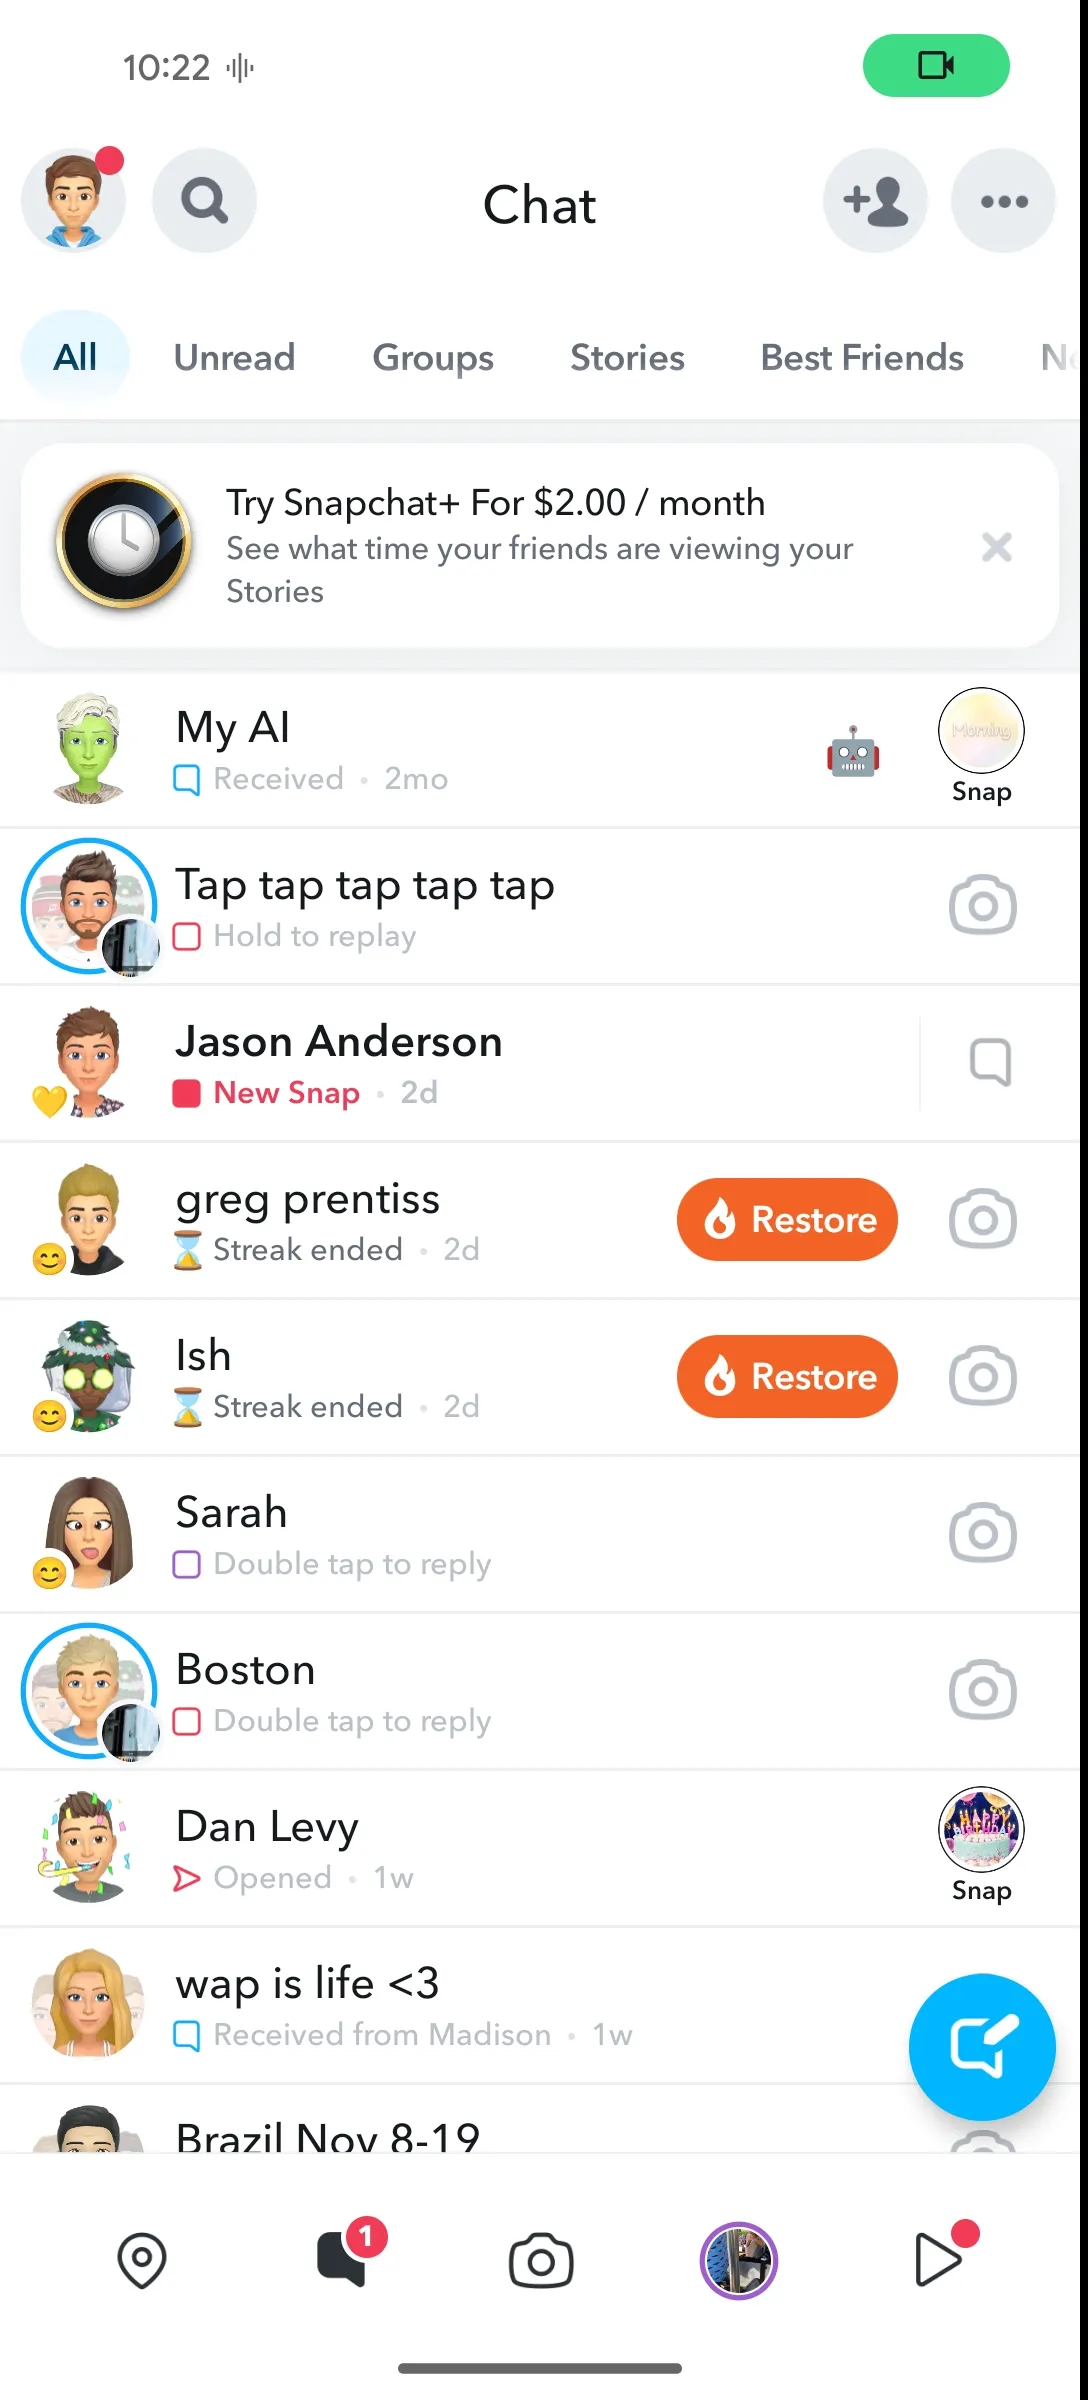 10:22
Chat
All Unread Groups Stories Best Friends
Try Snapchat+ For $2.00 / month
See what time your friends are viewing your
Stories
My AI
Received • 2mo
Morning
Snap
Tap tap tap tap tap
Hold to replay
Jason Anderson
New Snap • 2d
greg prentiss
Streak ended • 2d
Restore
Ish
Streak ended • 2d
Restore
Sarah
Double tap to reply
Boston
Double tap to reply
Dan Levy
Opened • 1w
HAPPY
BIRTHDAY
Snap
wap is life <3
Received from Madison • 1w
Brazil Nov 8-19
1